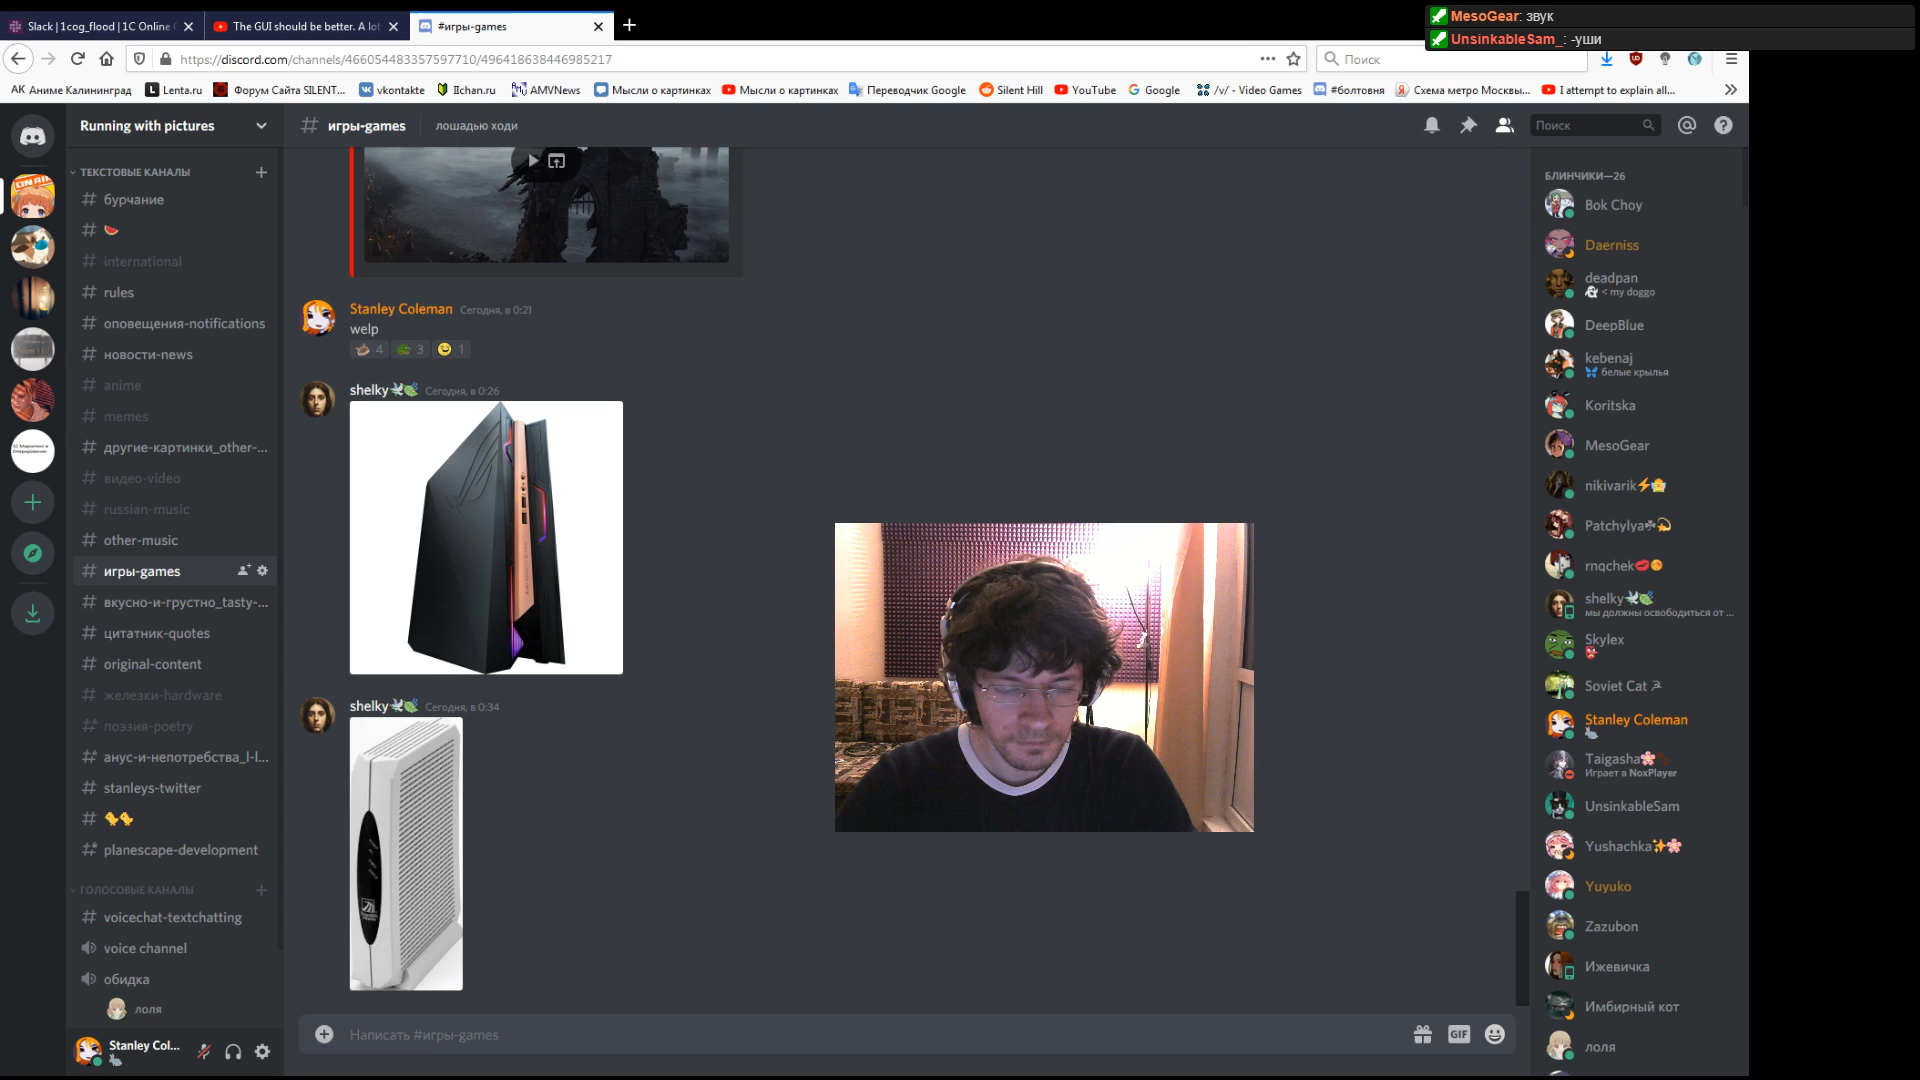 Slack | 1cog_flood | 1C Online
The GUI should be better. A lot
#игры-games
MesoGear: звук
UnsinkableSam_: -уши
https://discord.com/channels/466054483357597710/496418638446985217
Поиск
АК Аниме Калининград
Lenta.ru
Форум Сайта SILENT...
vkontakte
IIchan.ru
AMVNews
Мысли о картинках
Мысли о картинках
Переводчик Google
Silent Hill
YouTube
Google
/v/ - Video Games
#болтовня
Схема метро Москвы...
I attempt to explain all...
Running with pictures
игры-games
лошадью ходи
Поиск
ТЕКСТОВЫЕ КАНАЛЫ
бурчание
international
rules
оповещения-notifications
новости-news
anime
memes
другие-картинки_other-...
видео-video
russian-music
other-music
игры-games
вкусно-и-грустно_tasty-...
цитатник-quotes
original-content
железки-hardware
поэзия-poetry
анус-и-непотребства_l-l...
stanleys-twitter
planescape-development
ГОЛОСОВЫЕ КАНАЛЫ
voicechat-textchatting
voice channel
обидка
лоля
Stanley Col...
Stanley Coleman Сегодня, в 0:21
welp
4
3
1
shelky Сегодня, в 0:26
shelky Сегодня, в 0:34
Написать #игры-games
GIF
БЛИНЧИКИ—26
Bok Choy
Daerniss
deadpan
< my doggo
DeepBlue
kebenaj
белые крылья
Koritska
MesoGear
nikivarik
Patchylya
rnqchek
shelky
мы должны освободиться от ...
Skylex
Soviet Cat
Stanley Coleman
Taigasha
Играет в NoxPlayer
UnsinkableSam
Yushachka
Yuyuko
Zazubon
Ижевичка
Имбирный кот
лоля